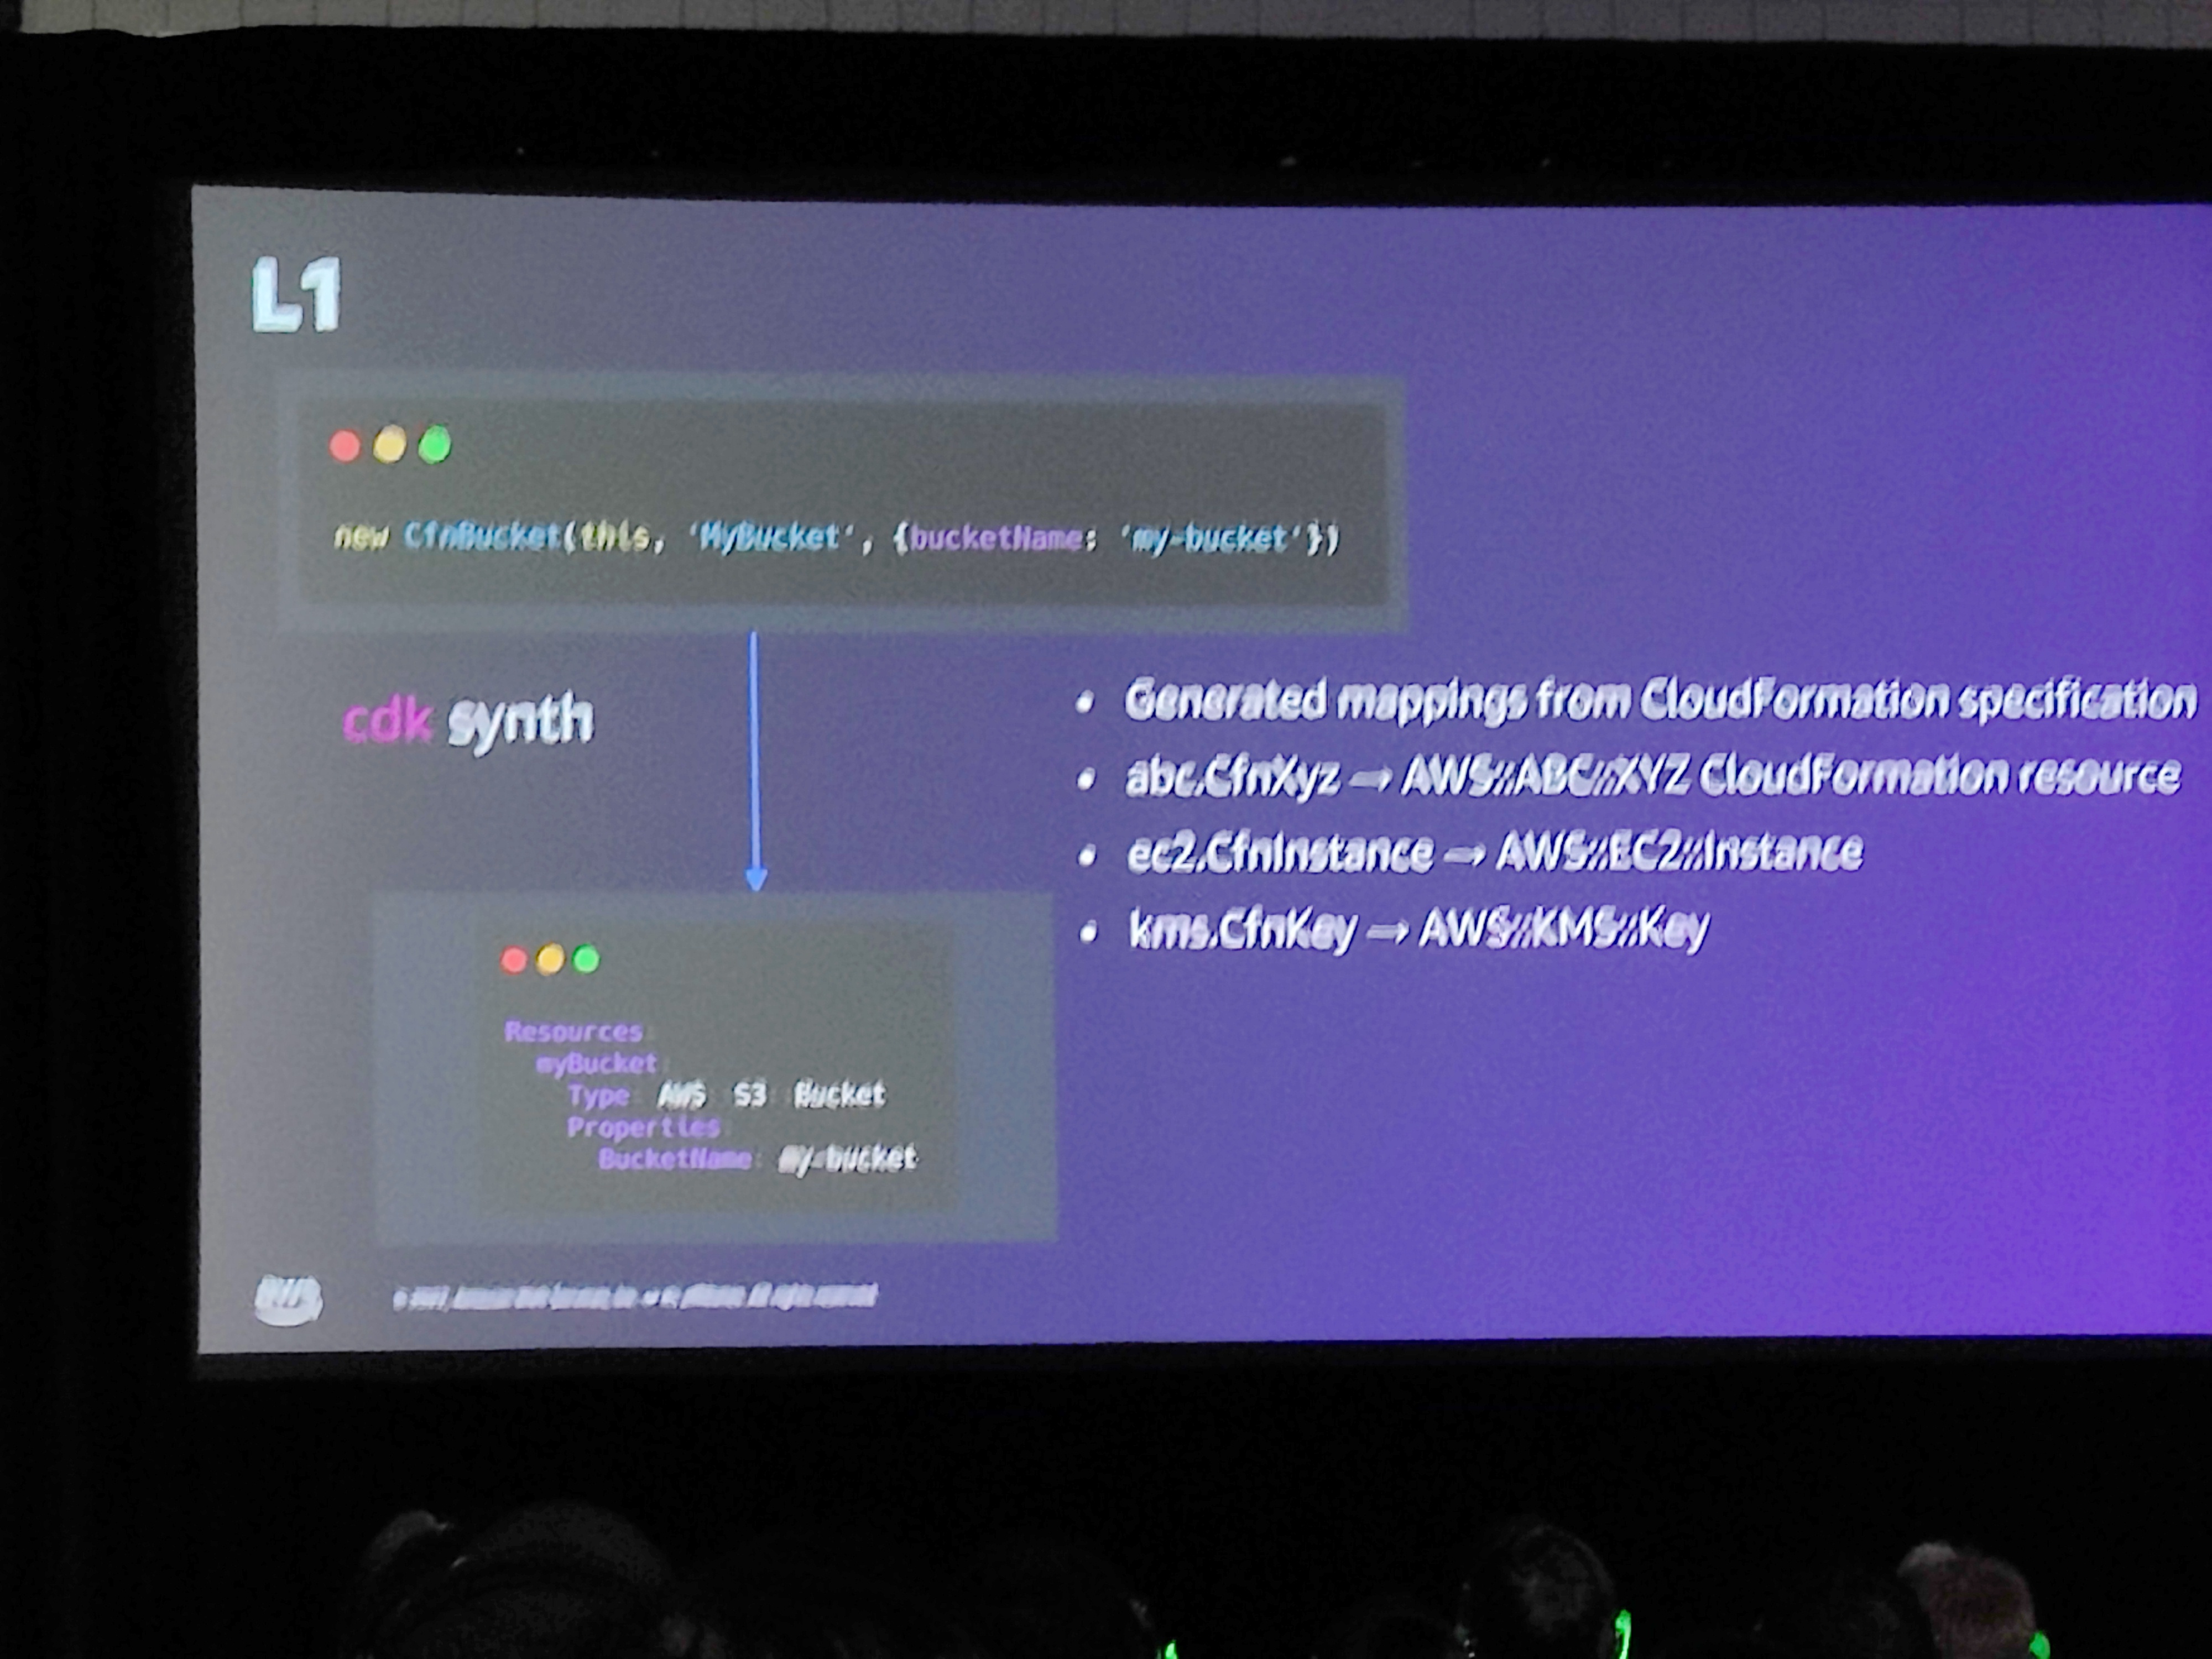 L1
new CfnBucket(this, 'MyBucket', {bucketName: 'my-bucket'})
cdk synth
Resources:
myBucket:
Type: AWS::S3::Bucket
Properties:
BucketName: my-bucket
• Generated mappings from CloudFormation specification
• abc.CfnXyz → AWS::ABC::XYZ CloudFormation resource
• ec2.CfnInstance → AWS::EC2::Instance
• kms.CfnKey → AWS::KMS::Key
aws